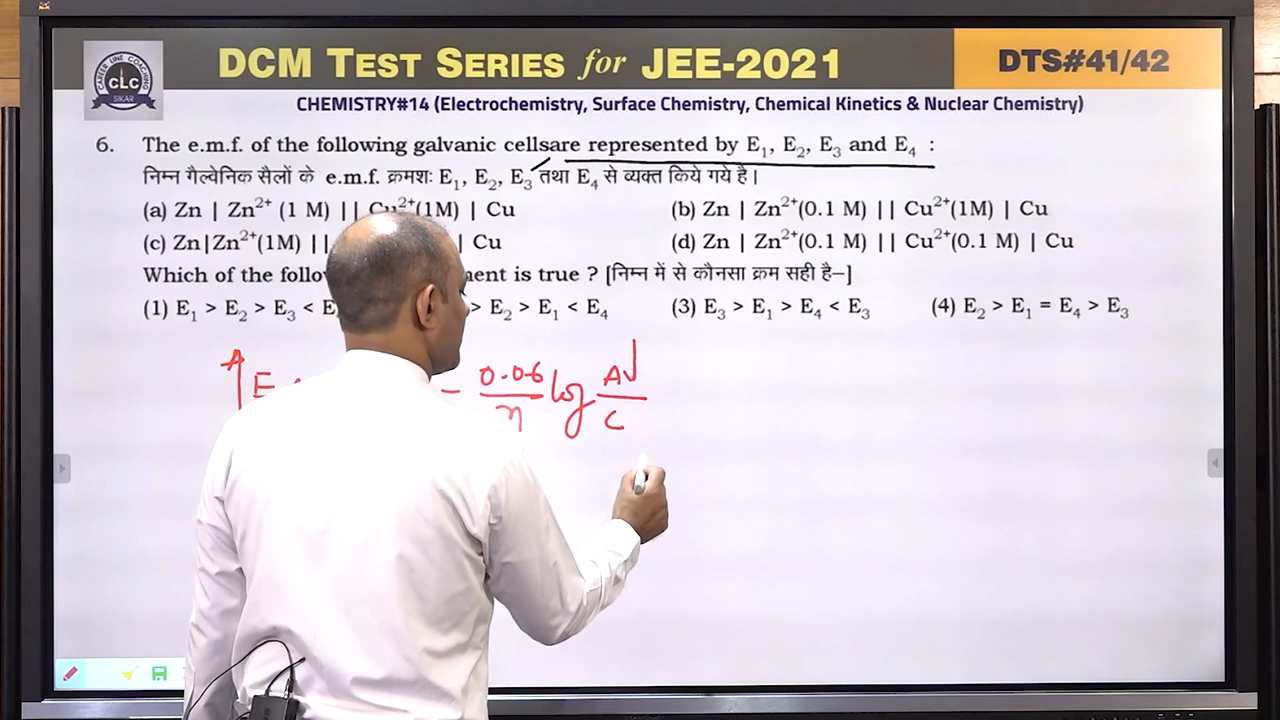 CAREER LINE COACHING
CLC
SIKAR
DCM TEST SERIES for JEE-2021
DTS#41/42
CHEMISTRY#14 (Electrochemistry, Surface Chemistry, Chemical Kinetics & Nuclear Chemistry)
6. The e.m.f. of the following galvanic cellsare represented by E₁, E₂, E₃ and E₄ :
निम्न गैल्वेनिक सैलों के e.m.f. क्रमशः E₁, E₂, E₃ तथा E₄ से व्यक्त किये गये है।
(a) Zn | Zn²⁺ (1 M) || Cu²⁺(1M) | Cu (b) Zn | Zn²⁺(0.1 M) || Cu²⁺(1M) | Cu
(c) Zn|Zn²⁺(1M) || | Cu (d) Zn | Zn²⁺(0.1 M) || Cu²⁺(0.1 M) | Cu
Which of the is true ? [निम्न में से कौनसा क्रम सही है–]
(1) E₁ > E₂ > E₃ < > E₂ > E₁ < E₄ (3) E₃ > E₁ > E₄ < E₃ (4) E₂ > E₁ = E₄ > E₃
E - 0.06/n log A/C